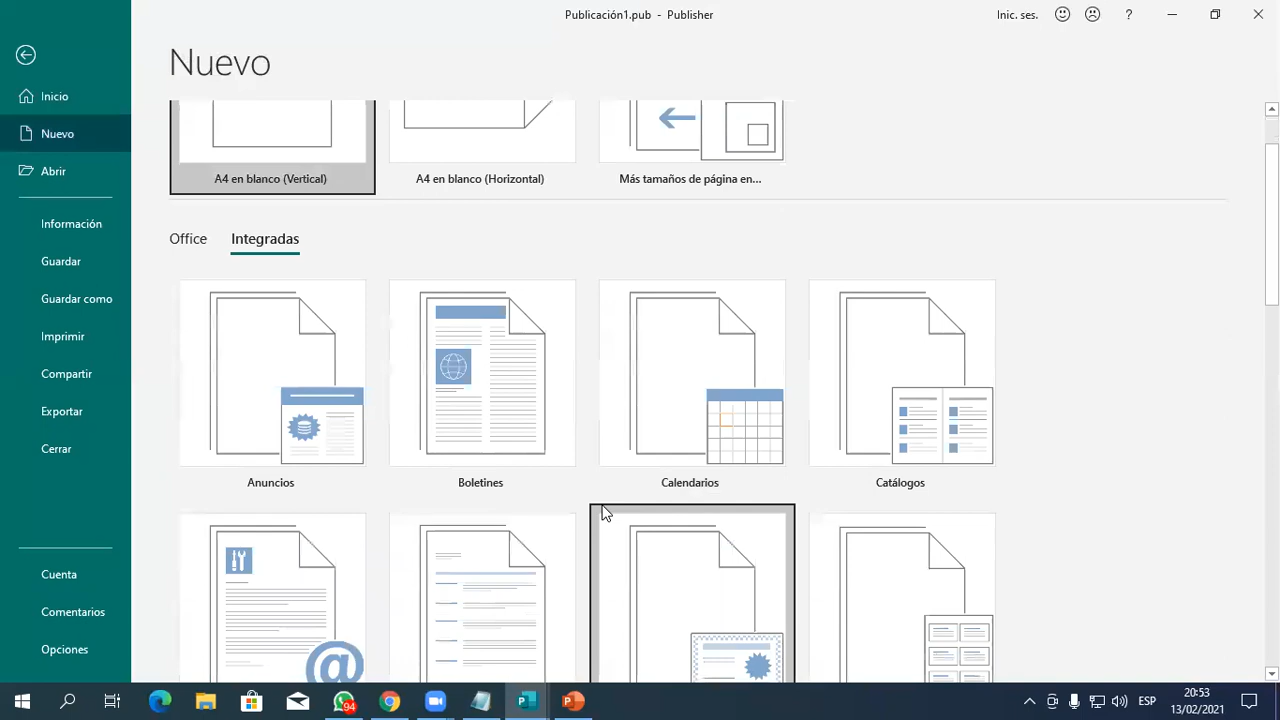 Publicación1.pub - Publisher
Inic. ses.
?
Nuevo
Inicio
Nuevo
Abrir
Información
Guardar
Guardar como
Imprimir
Compartir
Exportar
Cerrar
Cuenta
Comentarios
Opciones
A4 en blanco (Vertical)
A4 en blanco (Horizontal)
Más tamaños de página en...
Office
Integradas
Anuncios
Boletines
Calendarios
Catálogos
@
94
ESP
20:53
13/02/2021